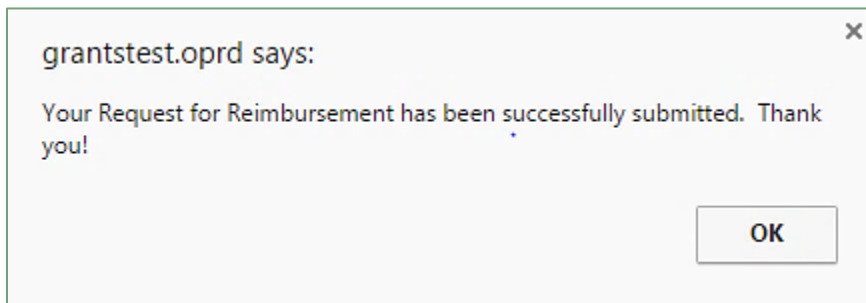 grantstest.oprd says:
Your Request for Reimbursement has been successfully submitted.  Thank
you!
OK